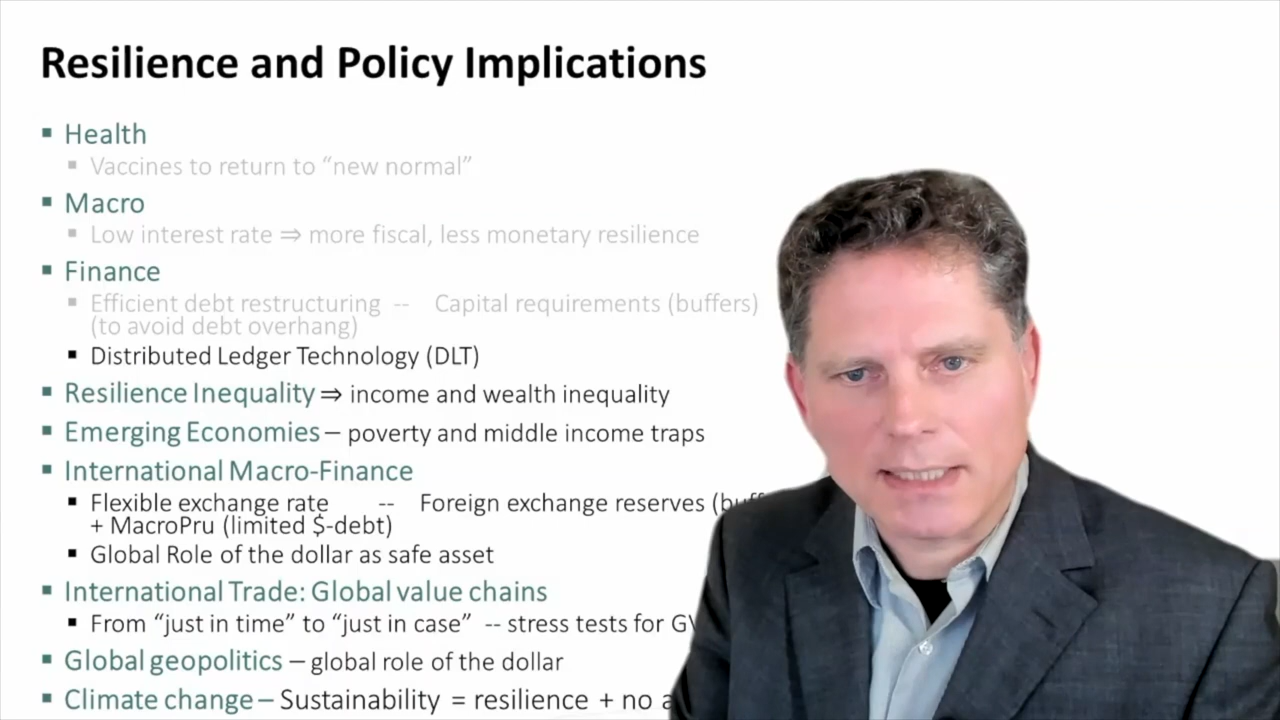 Resilience and Policy Implications
▪ Health
▪ Vaccines to return to “new normal”
▪ Macro
▪ Low interest rate ⇒ more fiscal, less monetary resilience
▪ Finance
▪ Efficient debt restructuring -- Capital requirements (buffers)
(to avoid debt overhang)
▪ Distributed Ledger Technology (DLT)
▪ Resilience Inequality ⇒ income and wealth inequality
▪ Emerging Economies – poverty and middle income traps
▪ International Macro-Finance
▪ Flexible exchange rate -- Foreign exchange reserves
+ MacroPru (limited $-debt)
▪ Global Role of the dollar as safe asset
▪ International Trade: Global value chains
▪ From “just in time” to “just in case” -- stress tests for
▪ Global geopolitics – global role of the dollar
▪ Climate change – Sustainability = resilience + no